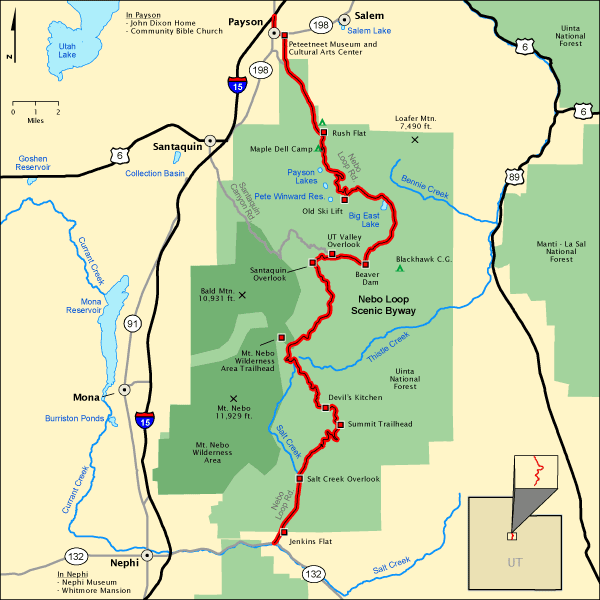 In Payson
- John Dixon Home
- Community Bible Church
Payson
198
Salem
Salem Lake
Peteetneet Museum and
Cultural Arts Center
Uinta
National
Forest
6
Utah
Lake
N
15
198
0 2
Miles
Loafer Mtn.
7,490 ft.
6
Rush Flat
Santaquin
6
Maple Dell Camp
Nebo
Loop Rd.
Goshen
Reservoir
Collection Basin
Payson
Lakes
89
Bennie Creek
Pete Winward Res.
Santaquin
Canyon Rd.
Old Ski Lift
Big East
Lake
UT Valley
Overlook
Currant Creek
Manti - La Sal
National
Forest
Santaquin
Overlook
Beaver
Dam
Blackhawk C.G.
Bald Mtn.
10,931 ft.
Nebo Loop
Scenic Byway
Mona
Reservoir
91
Thistle Creek
Mt. Nebo
Wilderness
Area Trailhead
Uinta
National
Forest
Mona
Devil's Kitchen
Mt. Nebo
11,929 ft.
Burriston Ponds
15
Summit Trailhead
Mt. Nebo
Wilderness
Area
Salt Creek
Salt Creek Overlook
Currant Creek
Nebo
Loop Rd.
Jenkins Flat
UT
132
Nephi
132
Salt Creek
In Nephi
- Nephi Museum
- Whitmore Mansion